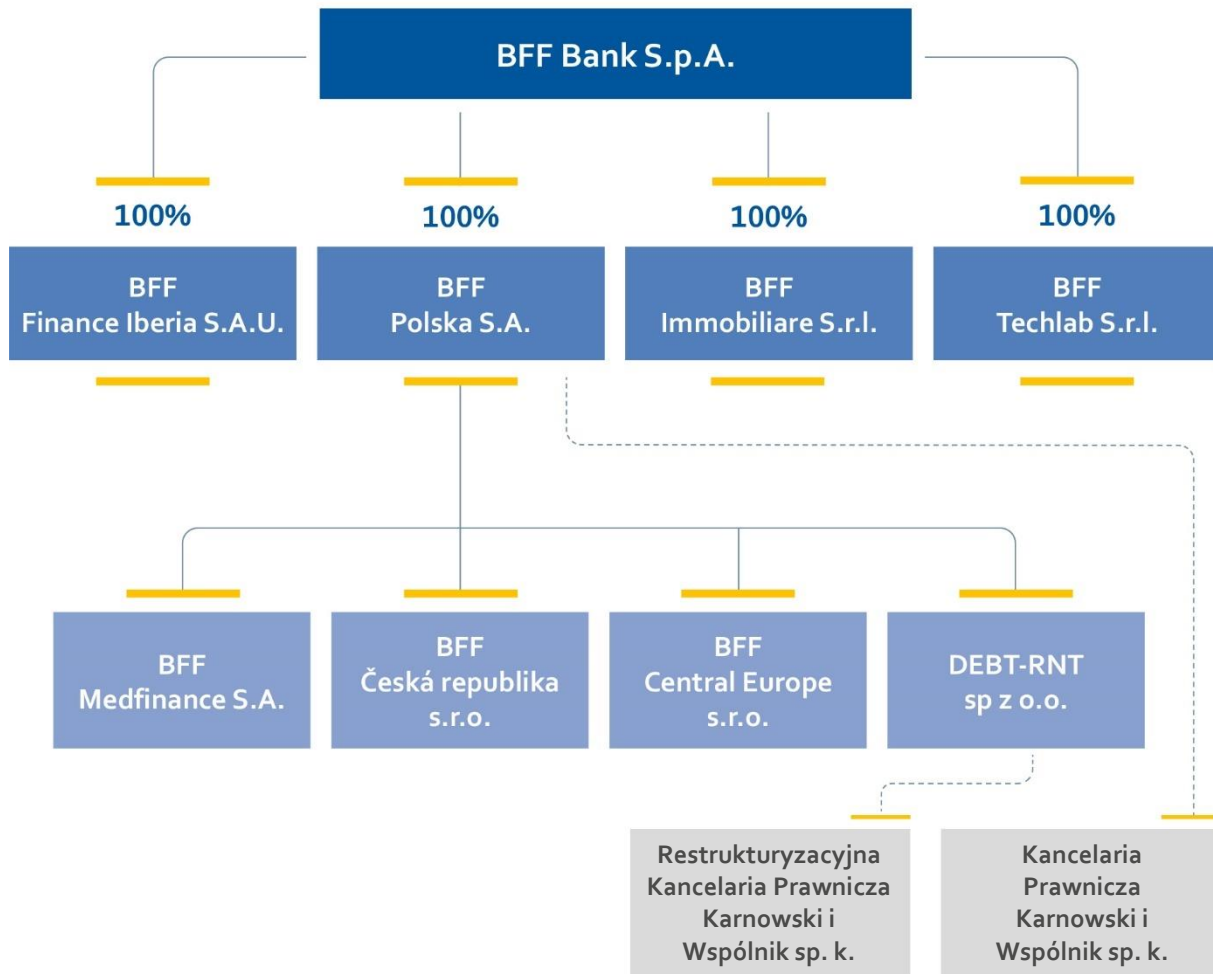 BFF Bank S.p.A.
100%
100%
100%
100%
BFF
Finance Iberia S.A.U.
BFF
Polska S.A.
BFF
Immobiliare S.r.l.
BFF
Techlab S.r.l.
BFF
Medfinance S.A.
BFF
Česká republika
s.r.o.
BFF
Central Europe
s.r.o.
DEBT-RNT
sp z o.o.
Restrukturyzacyjna
Kancelaria Prawnicza
Karnowski i
Wspólnik sp. k.
Kancelaria
Prawnicza
Karnowski i
Wspólnik sp. k.